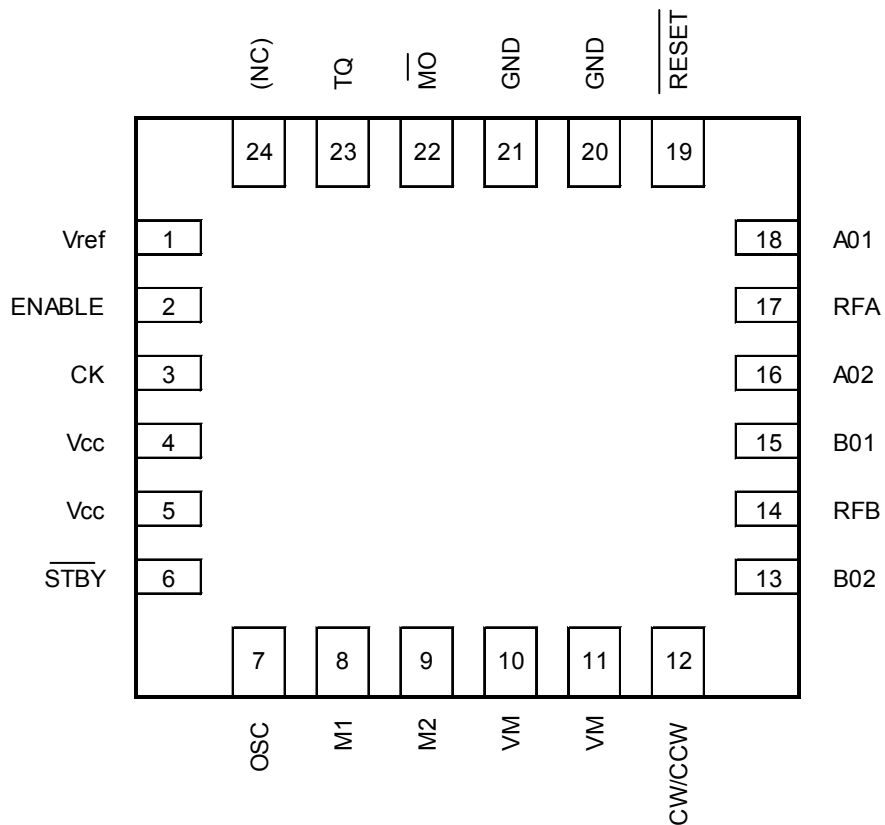 (NC)
TQ
MO
GND
GND
RESET
24
23
22
21
20
19
Vref
1
18
A01
ENABLE
2
17
RFA
CK
3
16
A02
Vcc
4
15
B01
Vcc
5
14
RFB
STBY
6
13
B02
7
8
9
10
11
12
OSC
M1
M2
VM
VM
CW/CCW